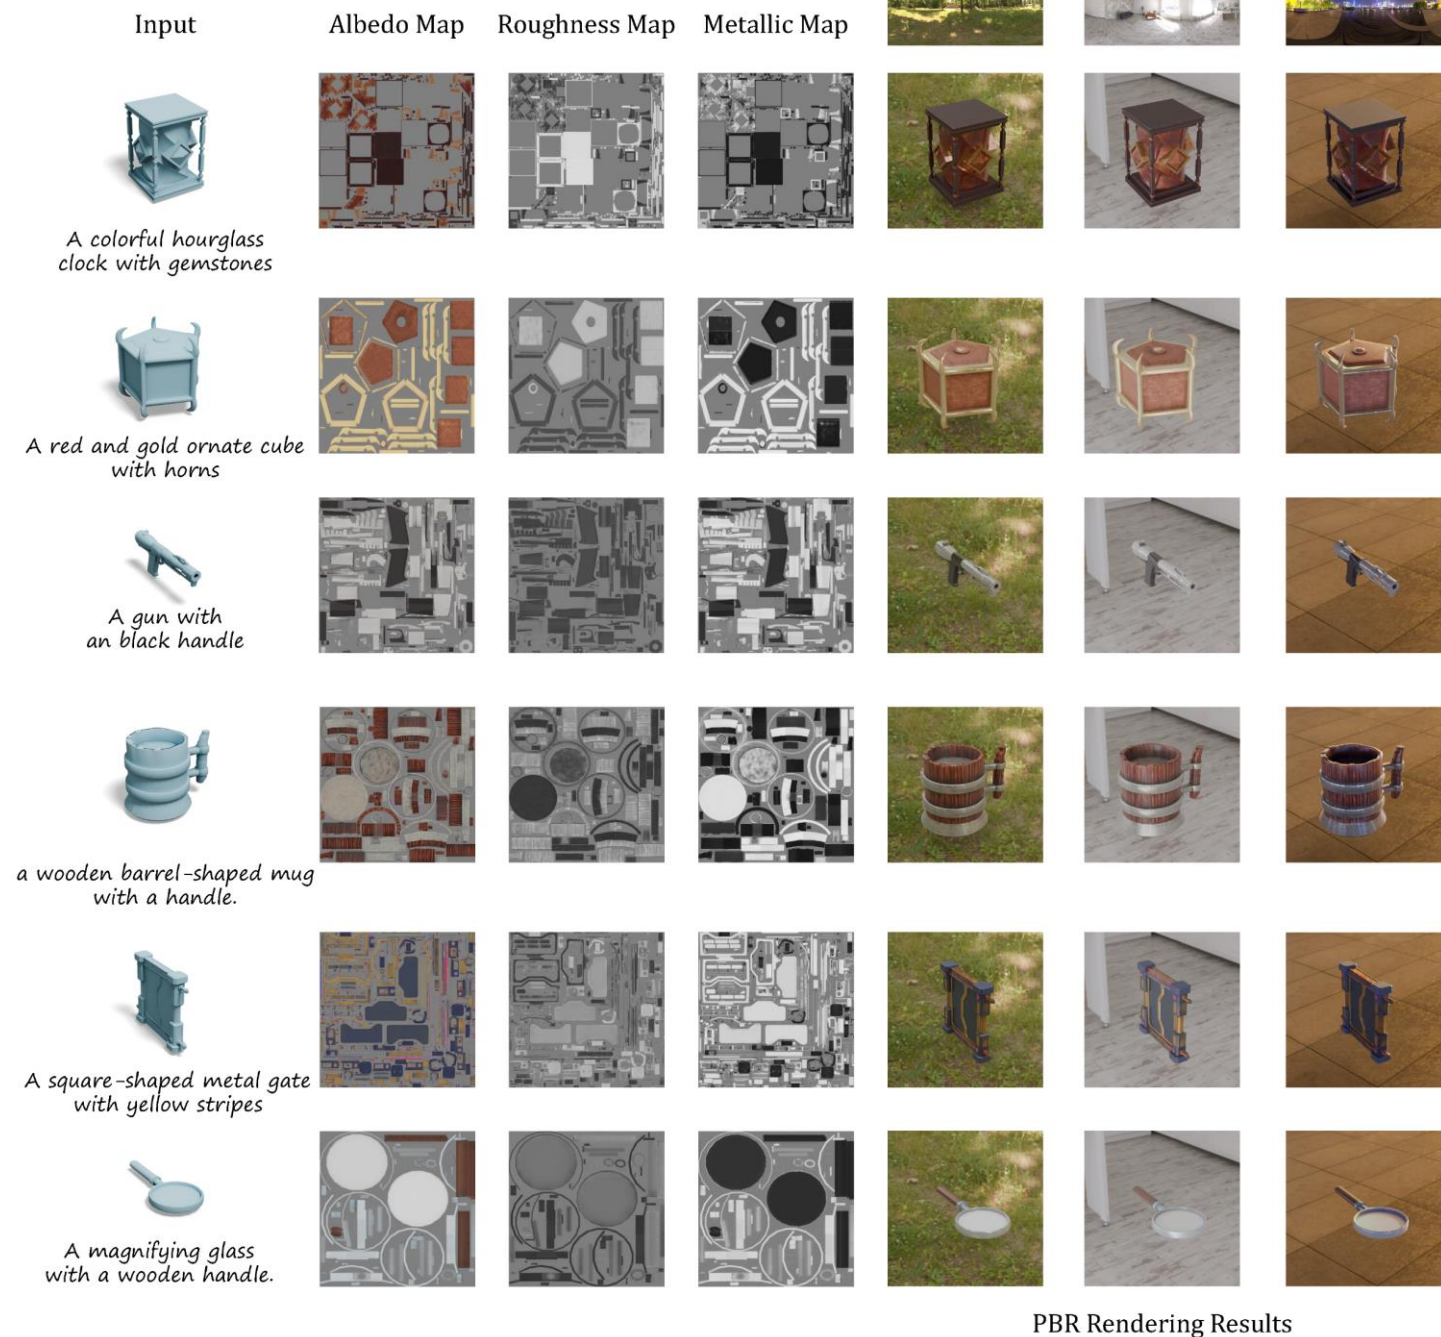 Input
Albedo Map
Roughness Map
Metallic Map
A colorful hourglass
clock with gemstones
A red and gold ornate cube
with horns
A gun with
an black handle
a wooden barrel-shaped mug
with a handle.
A square-shaped metal gate
with yellow stripes
A magnifying glass
with a wooden handle.
PBR Rendering Results